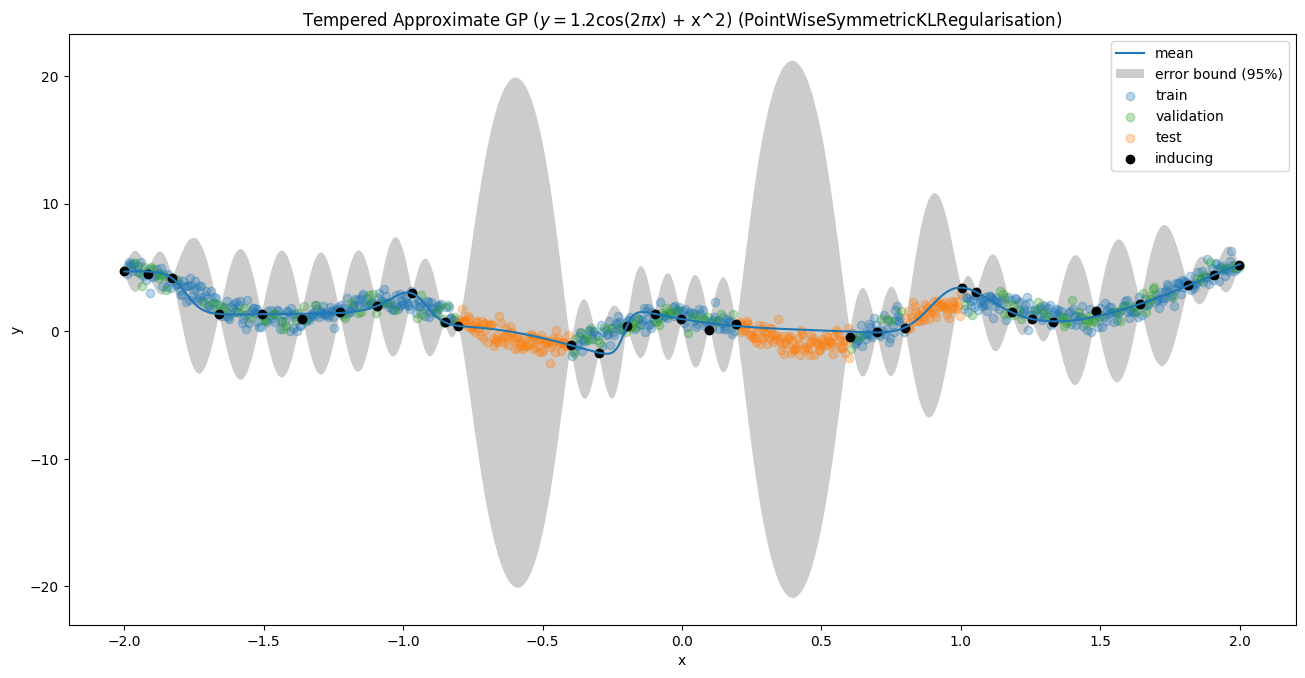 Tempered Approximate GP (y = 1.2cos(2πx) + x^2) (PointWiseSymmetricKLRegularisation)
mean
error bound (95%)
train
validation
test
inducing
20
10
0
−10
−20
y
−2.0 −1.5 −1.0 −0.5 0.0 0.5 1.0 1.5 2.0
x